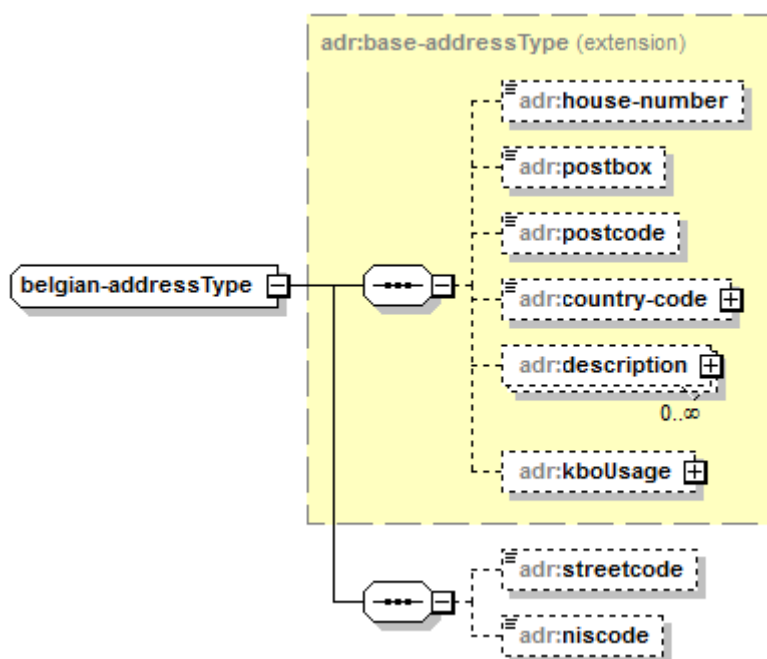 adr:base-addressType (extension)
adr:house-number
adr:postbox
adr:postcode
belgian-addressType
adr:country-code
adr:description
0..∞
adr:kboUsage
adr:streetcode
adr:niscode